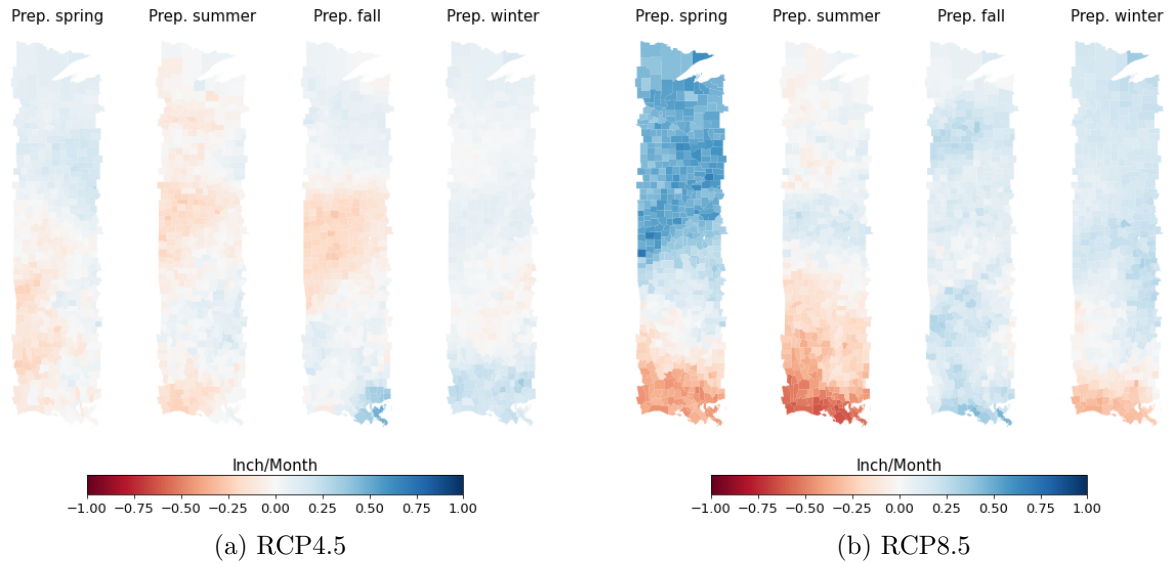 Prep. spring Prep. summer Prep. fall Prep. winter
Inch/Month
−1.00 −0.75 −0.50 −0.25 0.00 0.25 0.50 0.75 1.00
(a) RCP4.5
Prep. spring Prep. summer Prep. fall Prep. winter
Inch/Month
−1.00 −0.75 −0.50 −0.25 0.00 0.25 0.50 0.75 1.00
(b) RCP8.5